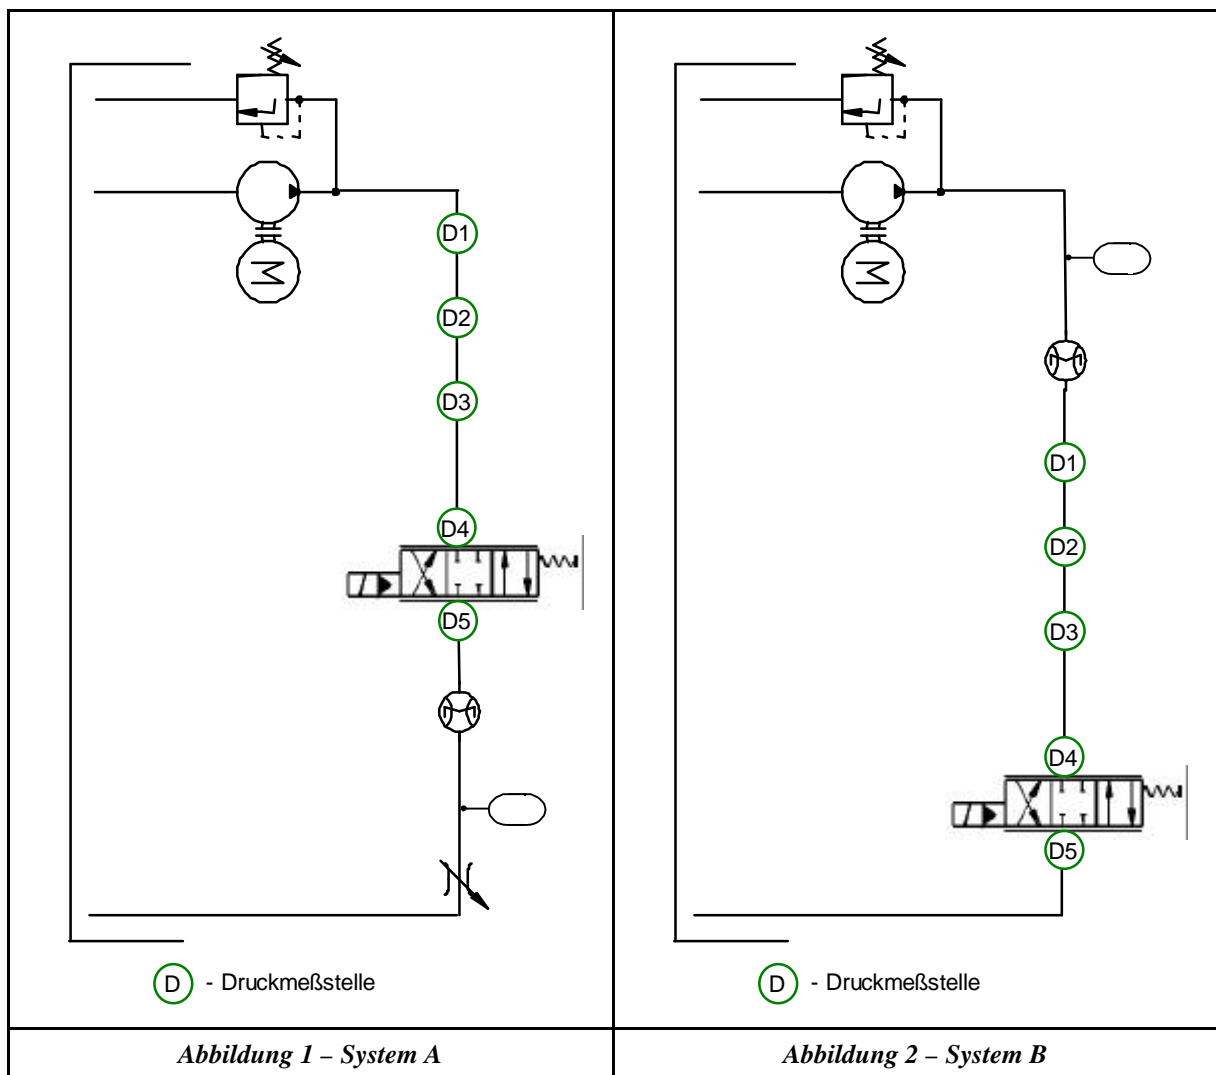 D1
D2
D3
D4
D5
M
D - Druckmeßstelle
Abbildung 1 – System A
D1
D2
D3
D4
D5
M
D - Druckmeßstelle
Abbildung 2 – System B